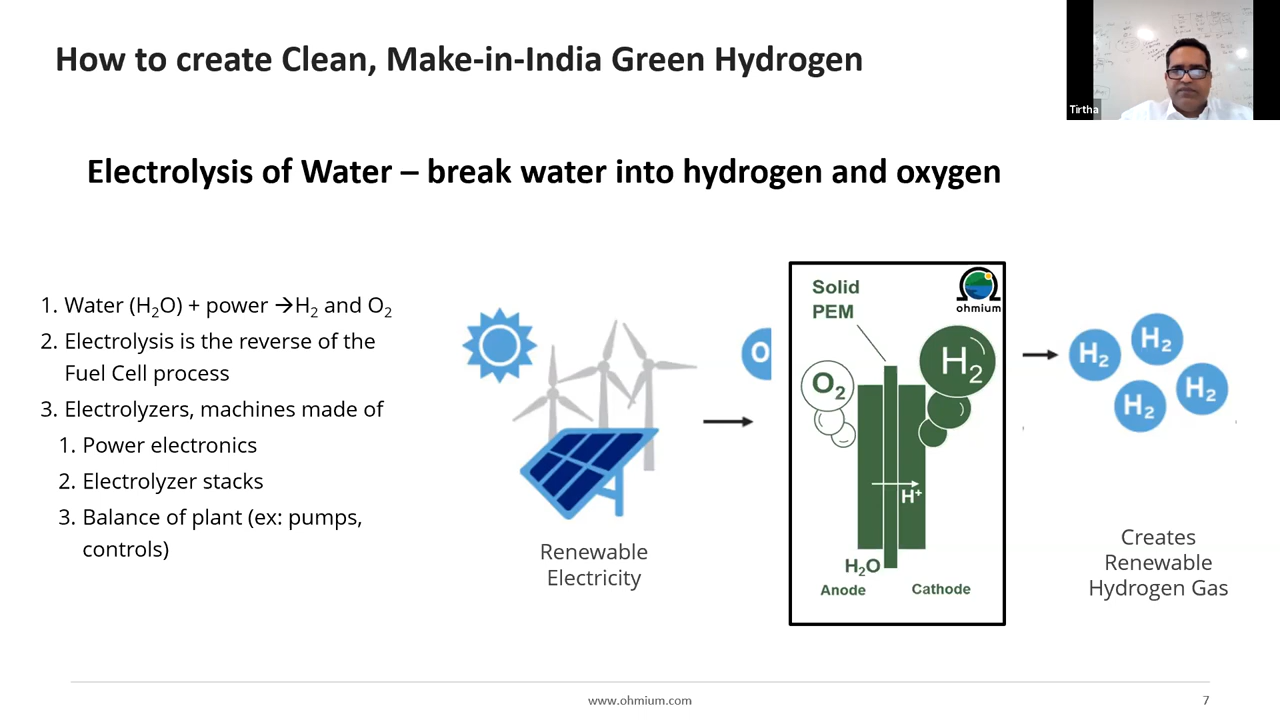 How to create Clean, Make-in-India Green Hydrogen
Tirtha
Electrolysis of Water – break water into hydrogen and oxygen
1. Water (H₂O) + power →H₂ and O₂
2. Electrolysis is the reverse of the
Fuel Cell process
3. Electrolyzers, machines made of
1. Power electronics
2. Electrolyzer stacks
3. Balance of plant (ex: pumps,
controls)
Renewable
Electricity
O
Solid
PEM
ohmium
O₂
H₂
H⁺
H₂O
Anode
Cathode
H₂
H₂
H₂
H₂
Creates
Renewable
Hydrogen Gas
www.ohmium.com
7